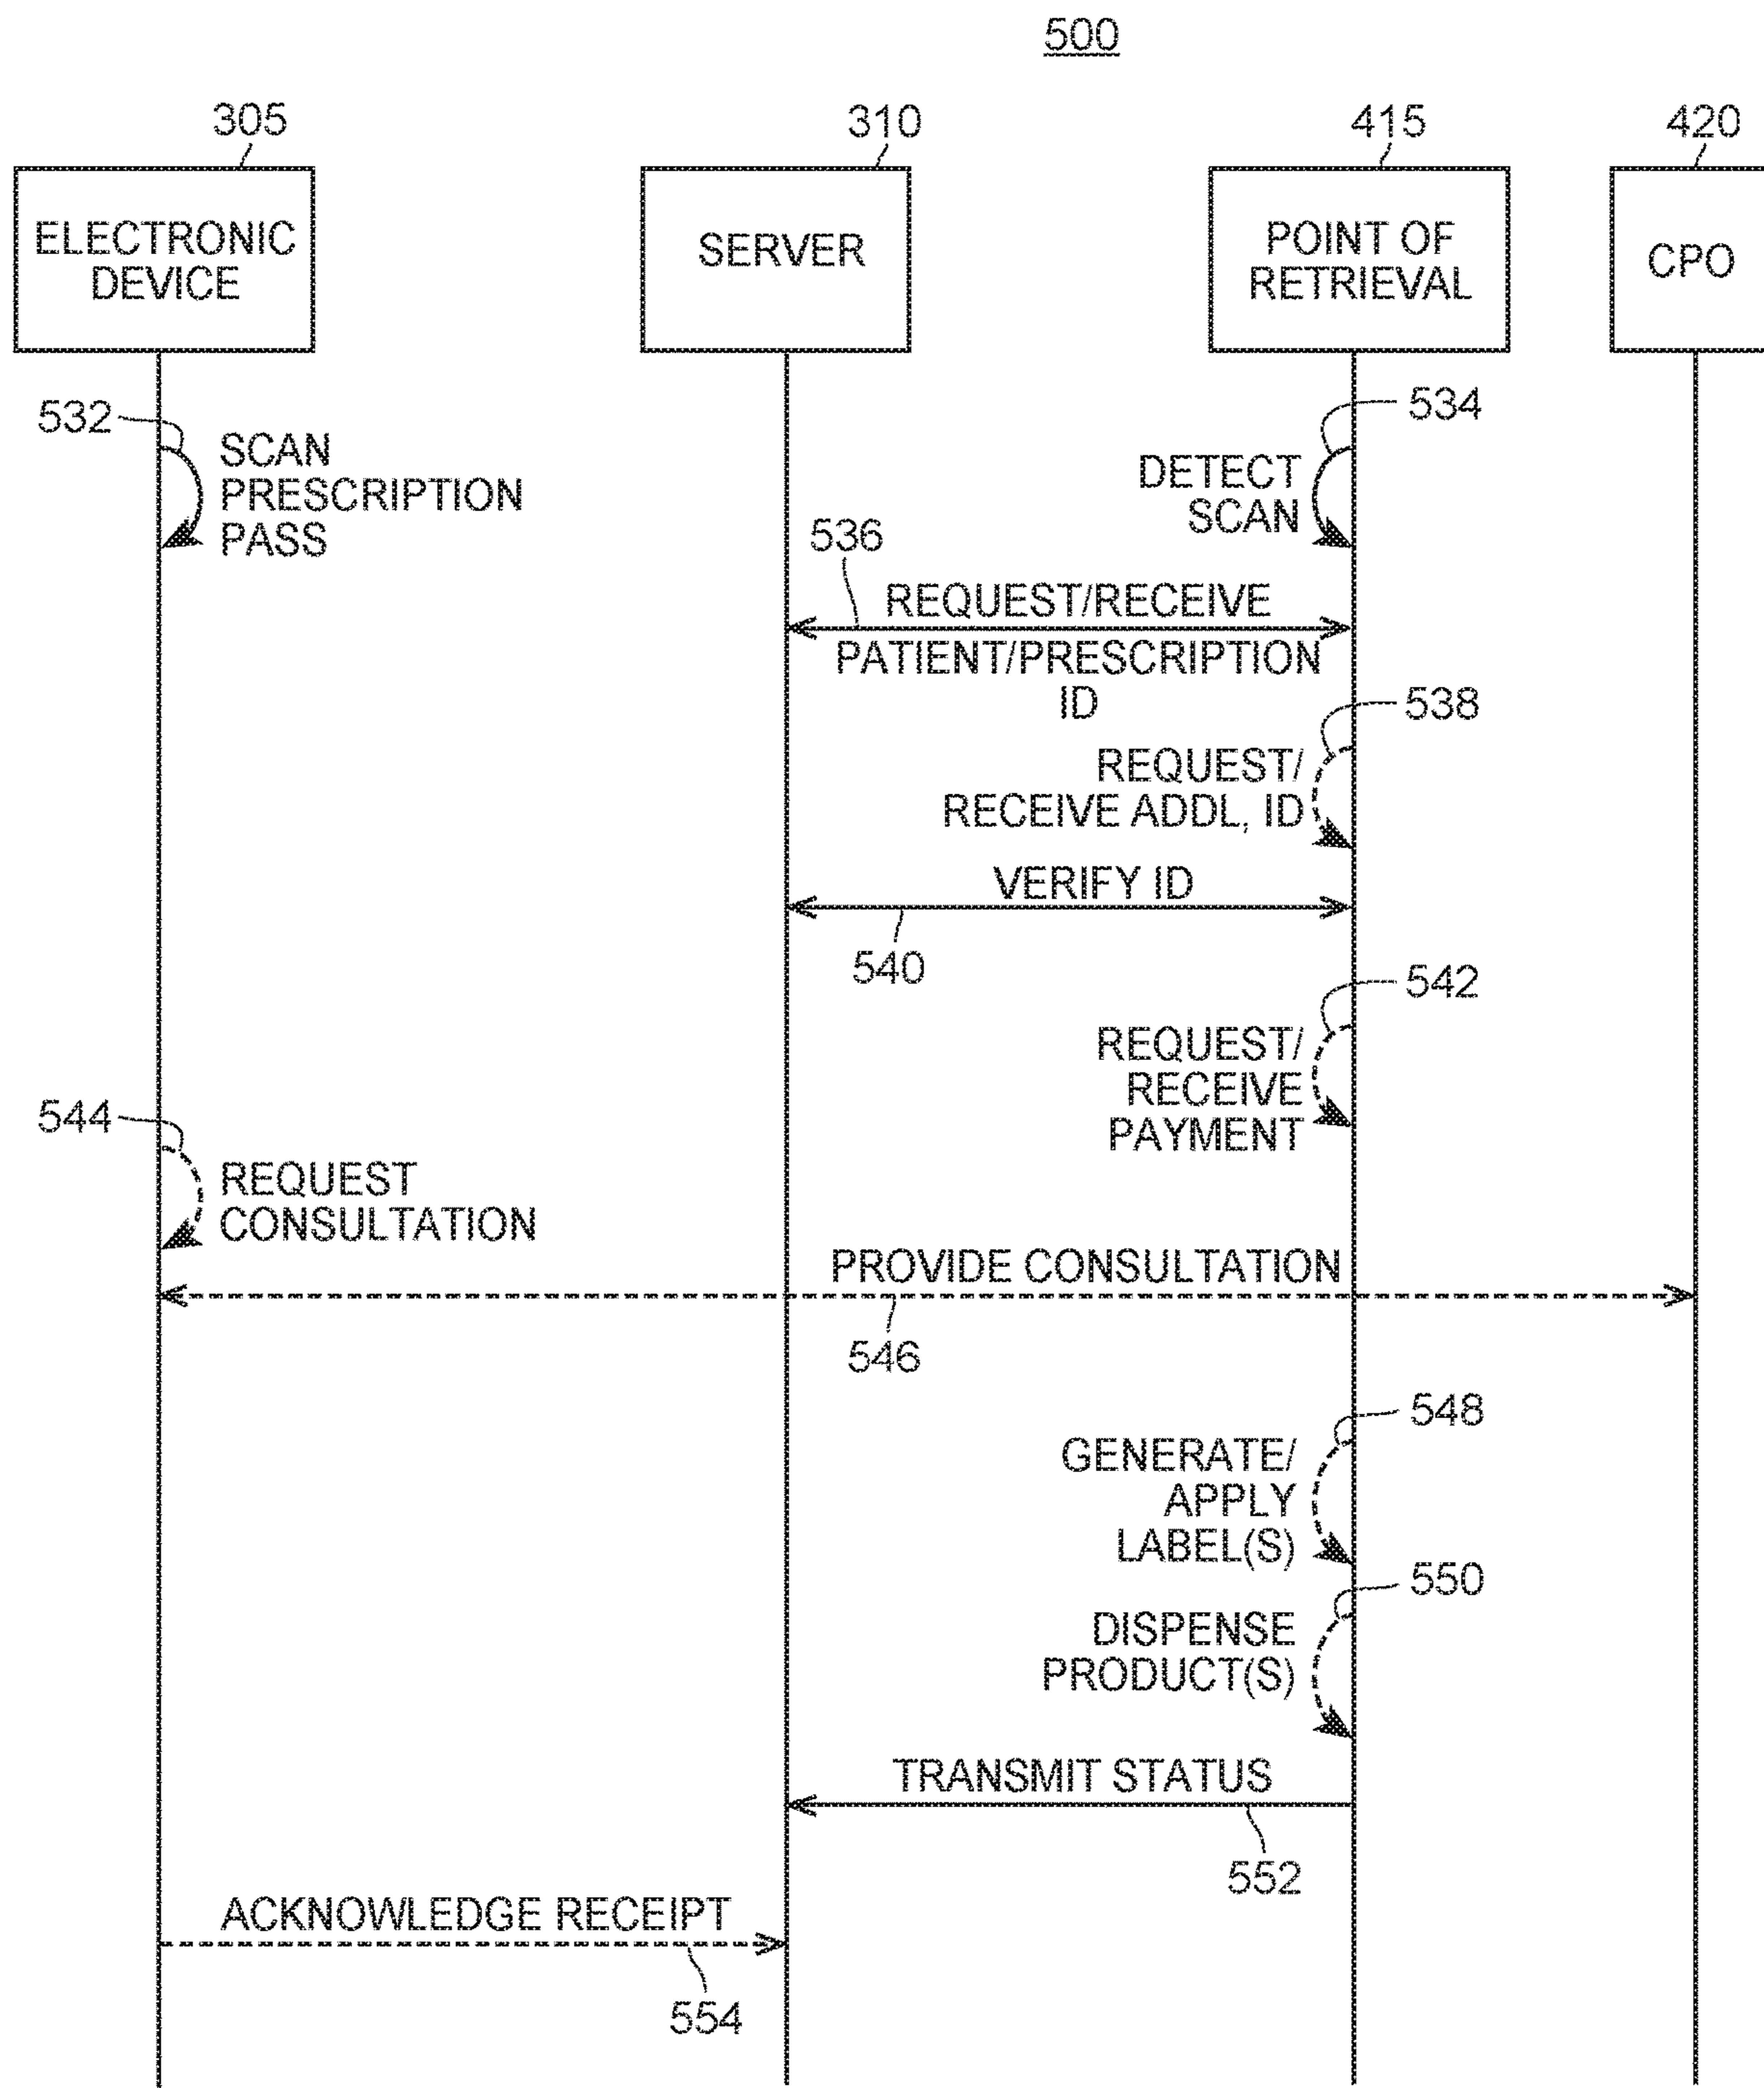 500
305
310
415
420
ELECTRONIC
DEVICE
SERVER
POINT OF
RETRIEVAL
CPO
532
SCAN
PRESCRIPTION
PASS
534
DETECT
SCAN
536
REQUEST/RECEIVE
PATIENT/PRESCRIPTION
ID
538
REQUEST/
RECEIVE ADDL, ID
VERIFY ID
540
542
REQUEST/
RECEIVE
PAYMENT
544
REQUEST
CONSULTATION
PROVIDE CONSULTATION
546
548
GENERATE/
APPLY
LABEL(S)
550
DISPENSE
PRODUCT(S)
TRANSMIT STATUS
552
ACKNOWLEDGE RECEIPT
554